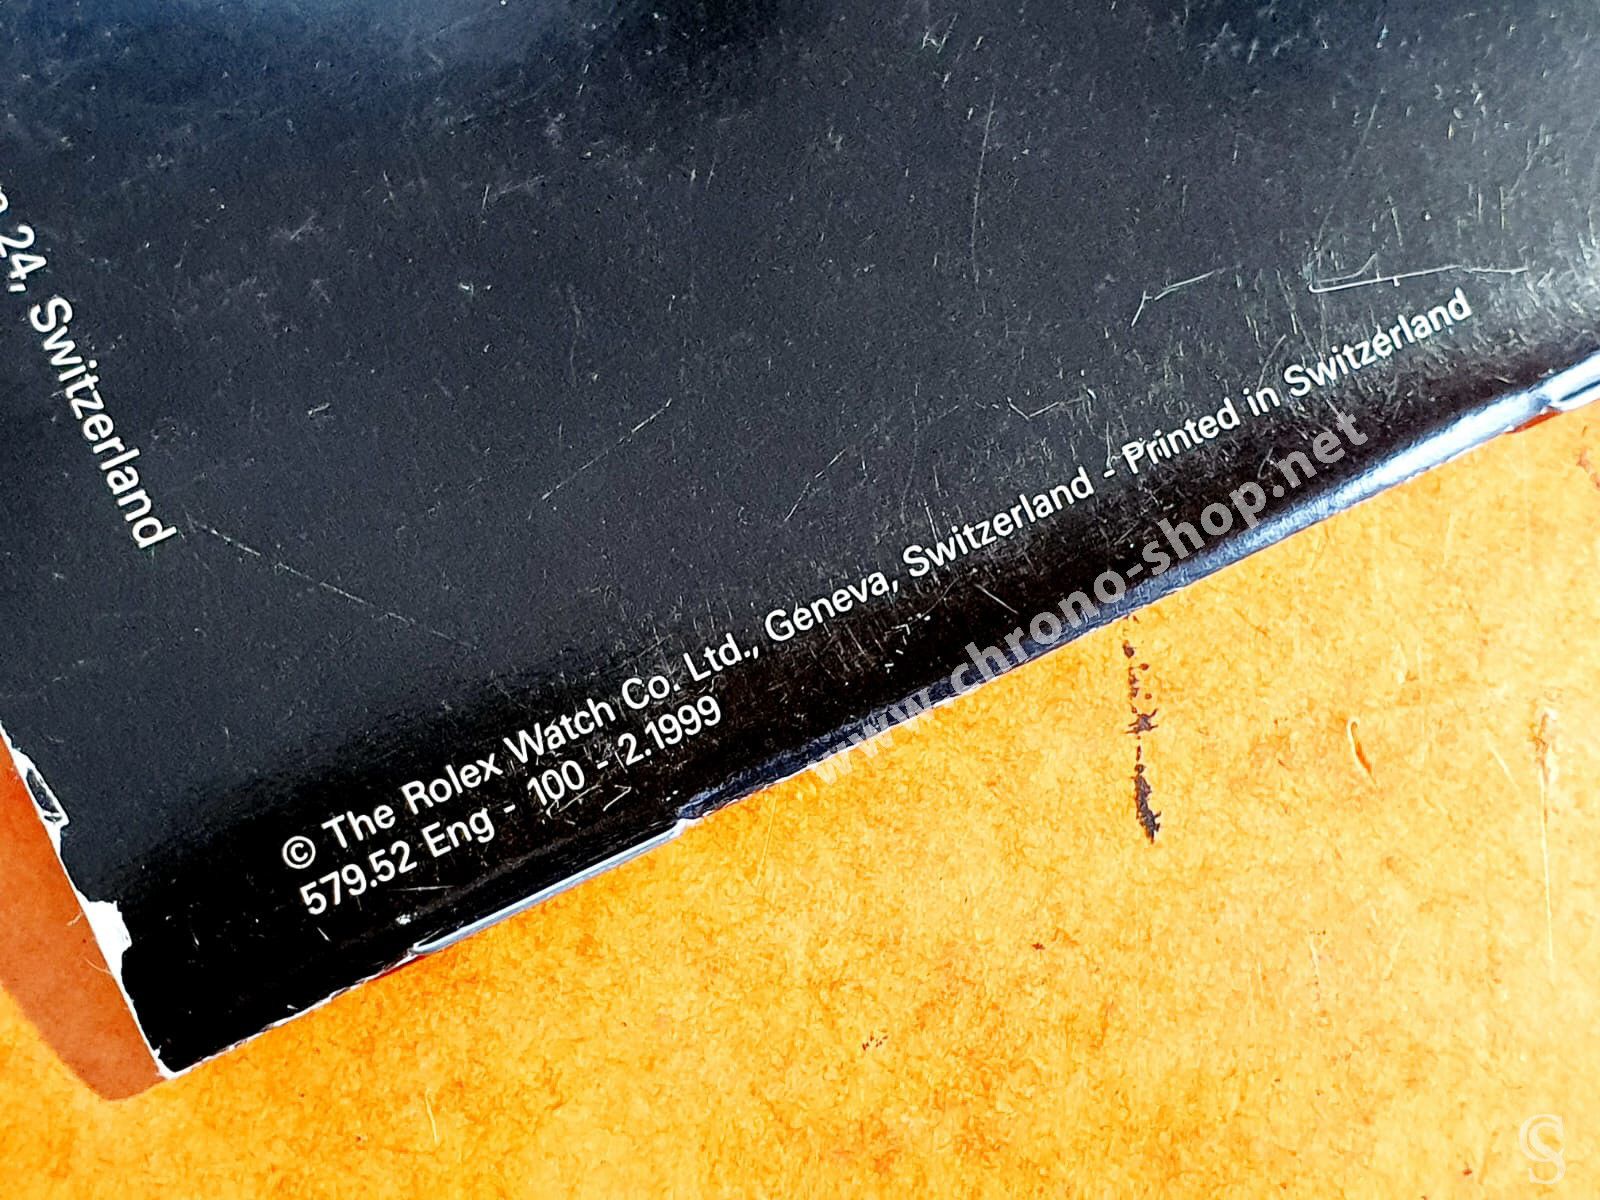 24, Switzerland
© The Rolex Watch Co. Ltd., Geneva, Switzerland - Printed in Switzerland
579.52 Eng - 100 - 2.1999
www.chrono-shop.net